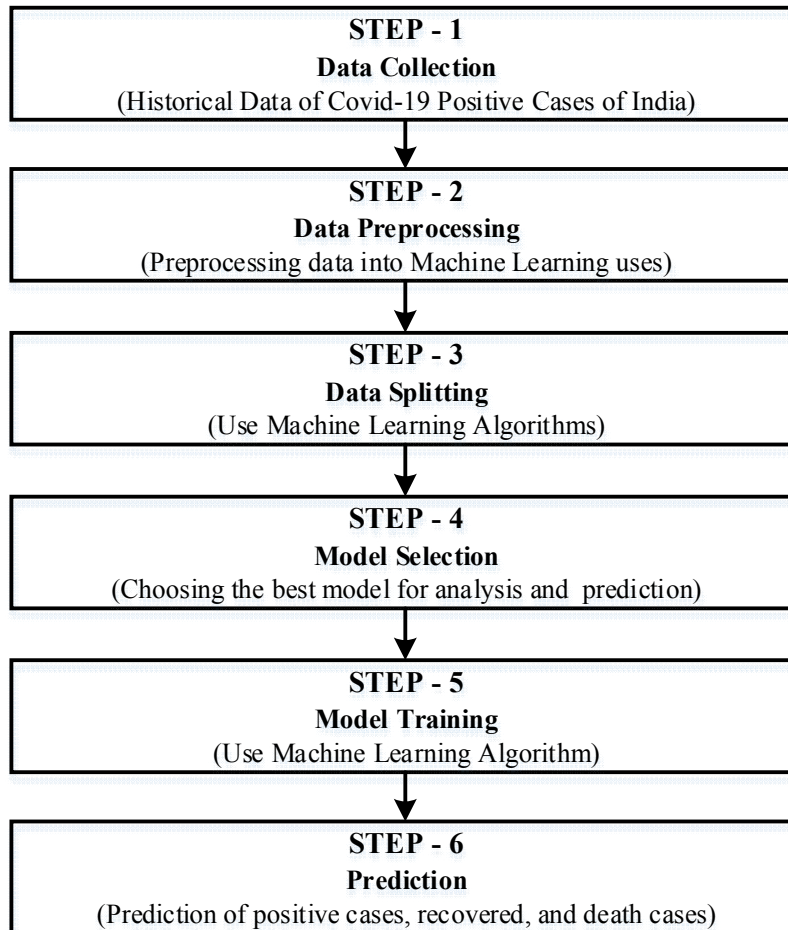 STEP - 1
Data Collection
(Historical Data of Covid-19 Positive Cases of India)
STEP - 2
Data Preprocessing
(Preprocessing data into Machine Learning uses)
STEP - 3
Data Splitting
(Use Machine Learning Algorithms)
STEP - 4
Model Selection
(Choosing the best model for analysis and prediction)
STEP - 5
Model Training
(Use Machine Learning Algorithm)
STEP - 6
Prediction
(Prediction of positive cases, recovered, and death cases)